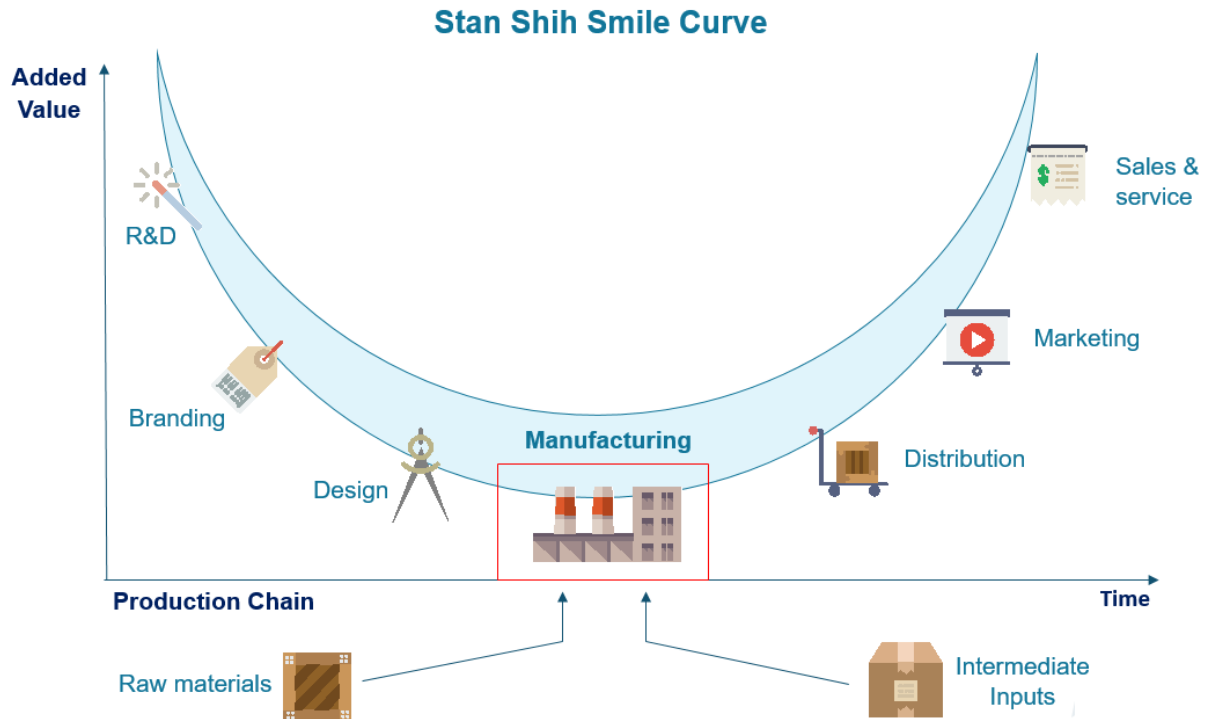 Stan Shih Smile Curve
Added
Value
Sales &
service
R&D
Marketing
Branding
Manufacturing
Distribution
Design
Production Chain
Time
Raw materials
Intermediate
Inputs
$